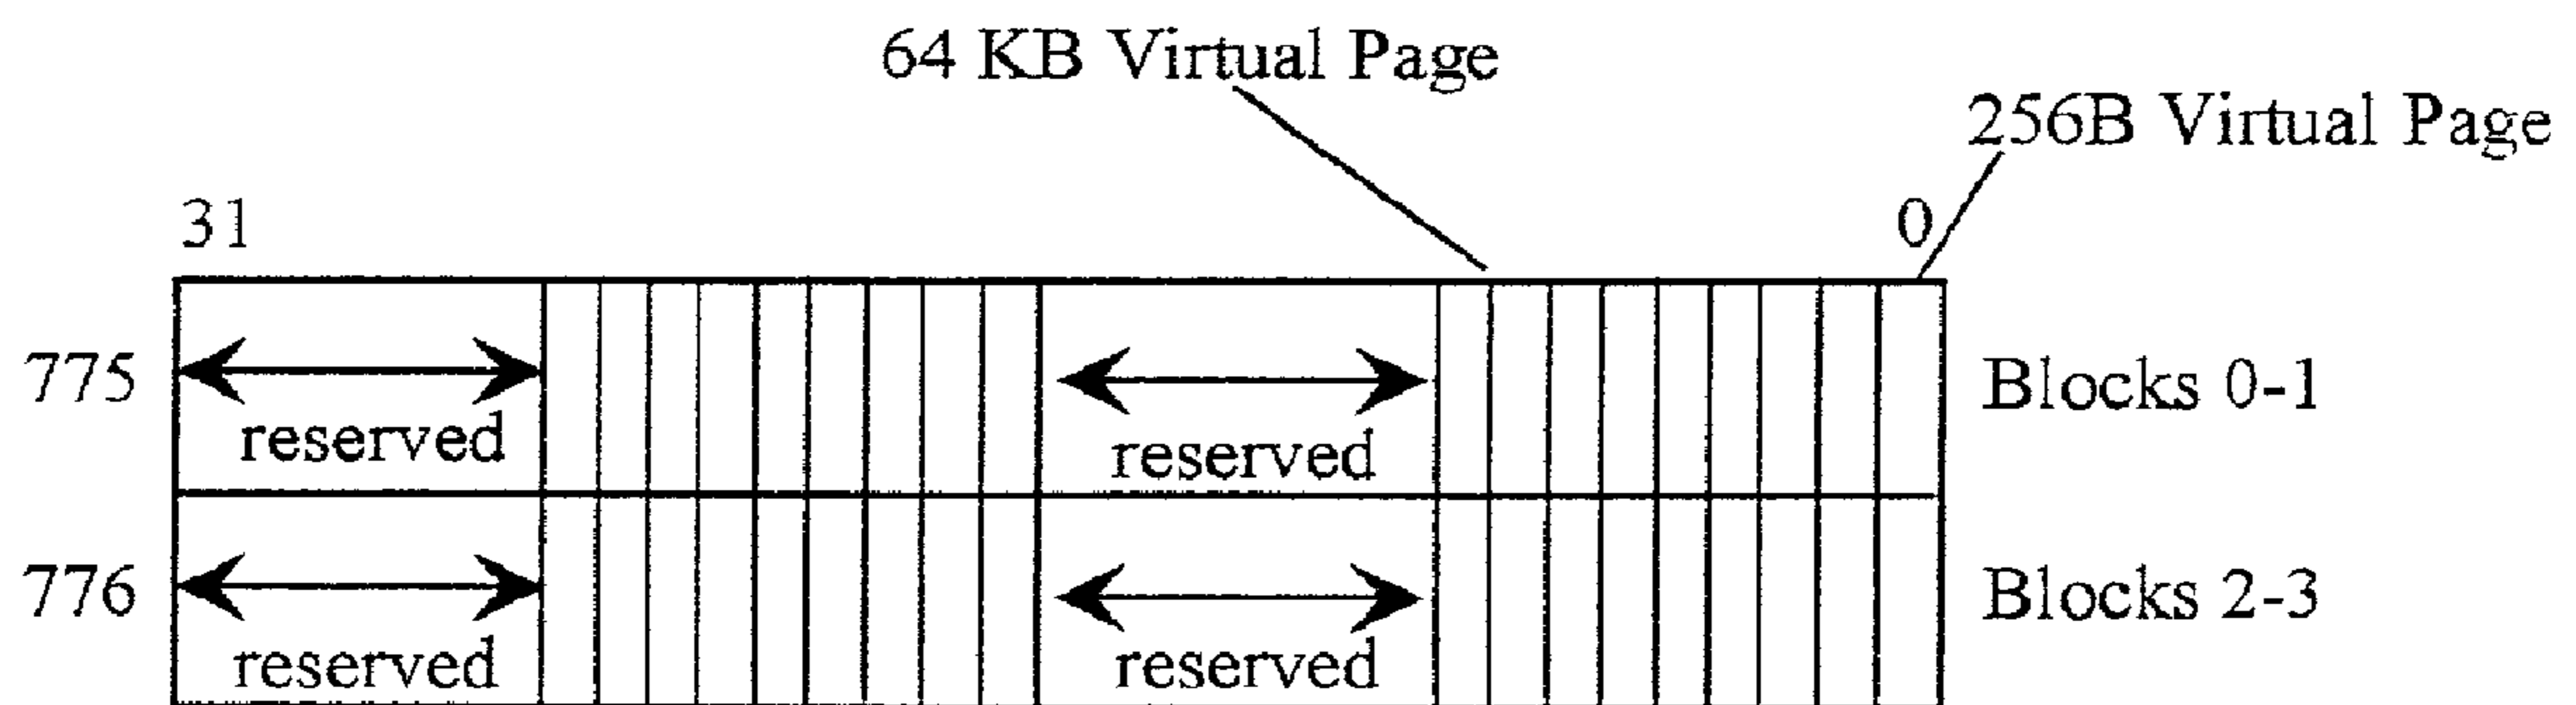 64 KB Virtual Page
256B Virtual Page
31
0
775
reserved
reserved
Blocks 0-1
776
reserved
reserved
Blocks 2-3